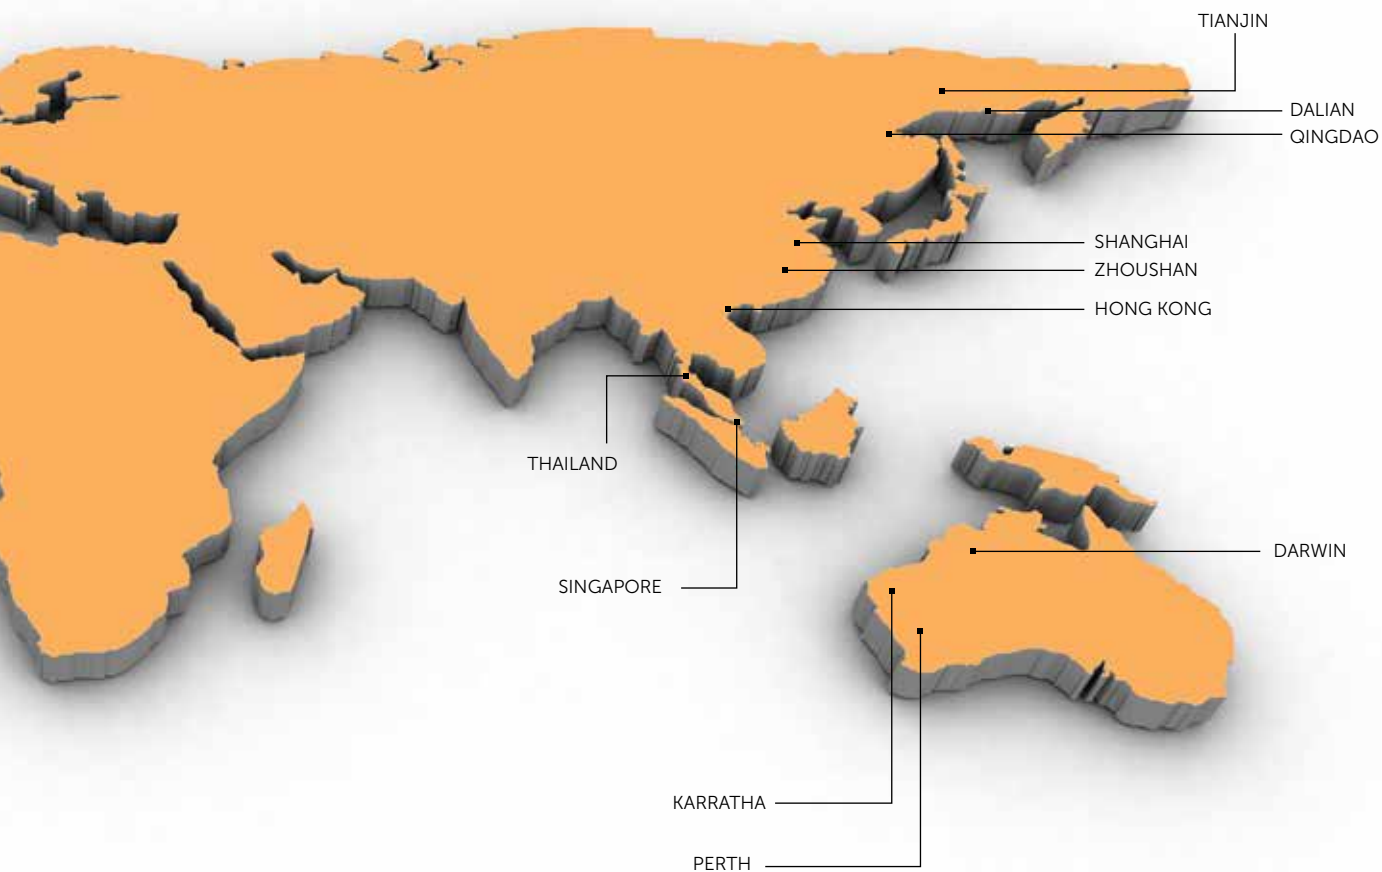 TIANJIN
DALIAN
QINGDAO
SHANGHAI
ZHOUSHAN
HONG KONG
THAILAND
DARWIN
SINGAPORE
KARRATHA
PERTH